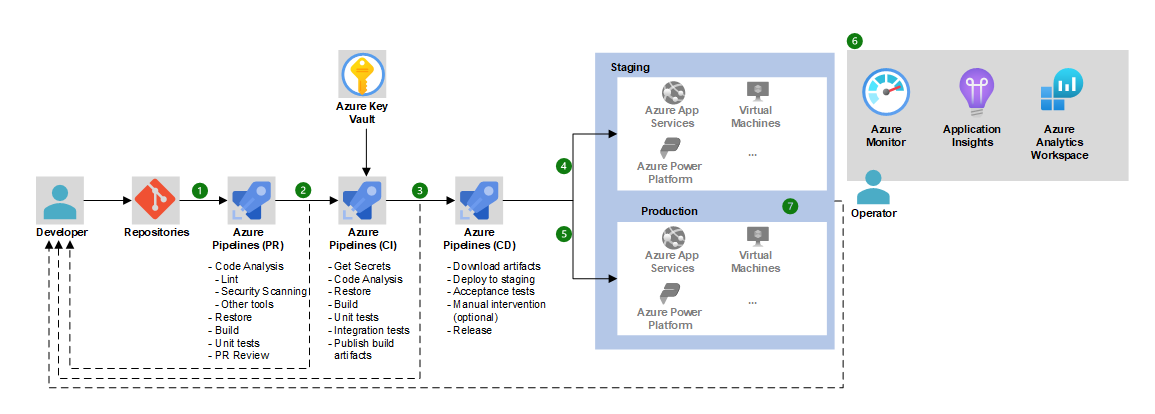 6
Staging
Azure App
Services
Virtual
Machines
Azure Power
Platform
...
Azure
Monitor
Application
Insights
Azure
Analytics
Workspace
Azure Key
Vault
4
1
2
3
Developer
Repositories
Azure
Pipelines (PR)
- Code Analysis
- Lint
- Security Scanning
- Other tools
- Restore
- Build
- Unit tests
- PR Review
Azure
Pipelines (CI)
- Get Secrets
- Code Analysis
- Restore
- Build
- Unit tests
- Integration tests
- Publish build
artifacts
Azure
Pipelines (CD)
- Download artifacts
- Deploy to staging
- Acceptance tests
- Manual intervention
(optional)
- Release
5
Production
7
Azure App
Services
Virtual
Machines
Azure Power
Platform
...
Operator